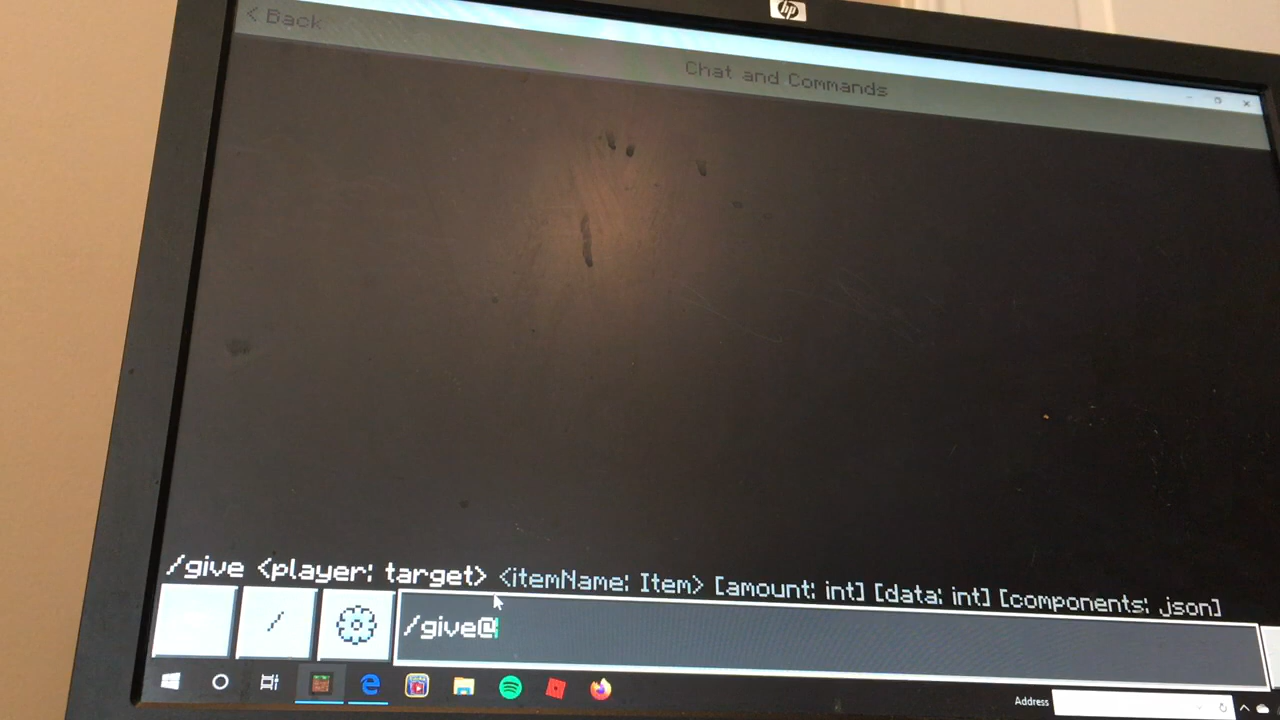 hp
< Back
Chat and Commands
/give <player: target> <itemName: Item> [amount: int] [data: int] [components: json]
/
/give@
Address